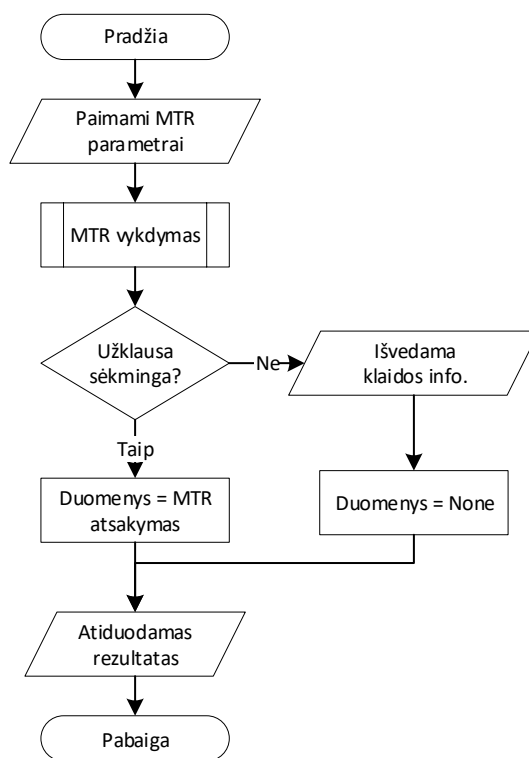 Pradžia
Paimami MTR
parametrai
MTR vykdymas
Užklausa
sėkminga?
Ne
Išvedama
klaidos info.
Taip
Duomenys = MTR
atsakymas
Duomenys = None
Atiduodamas
rezultatas
Pabaiga